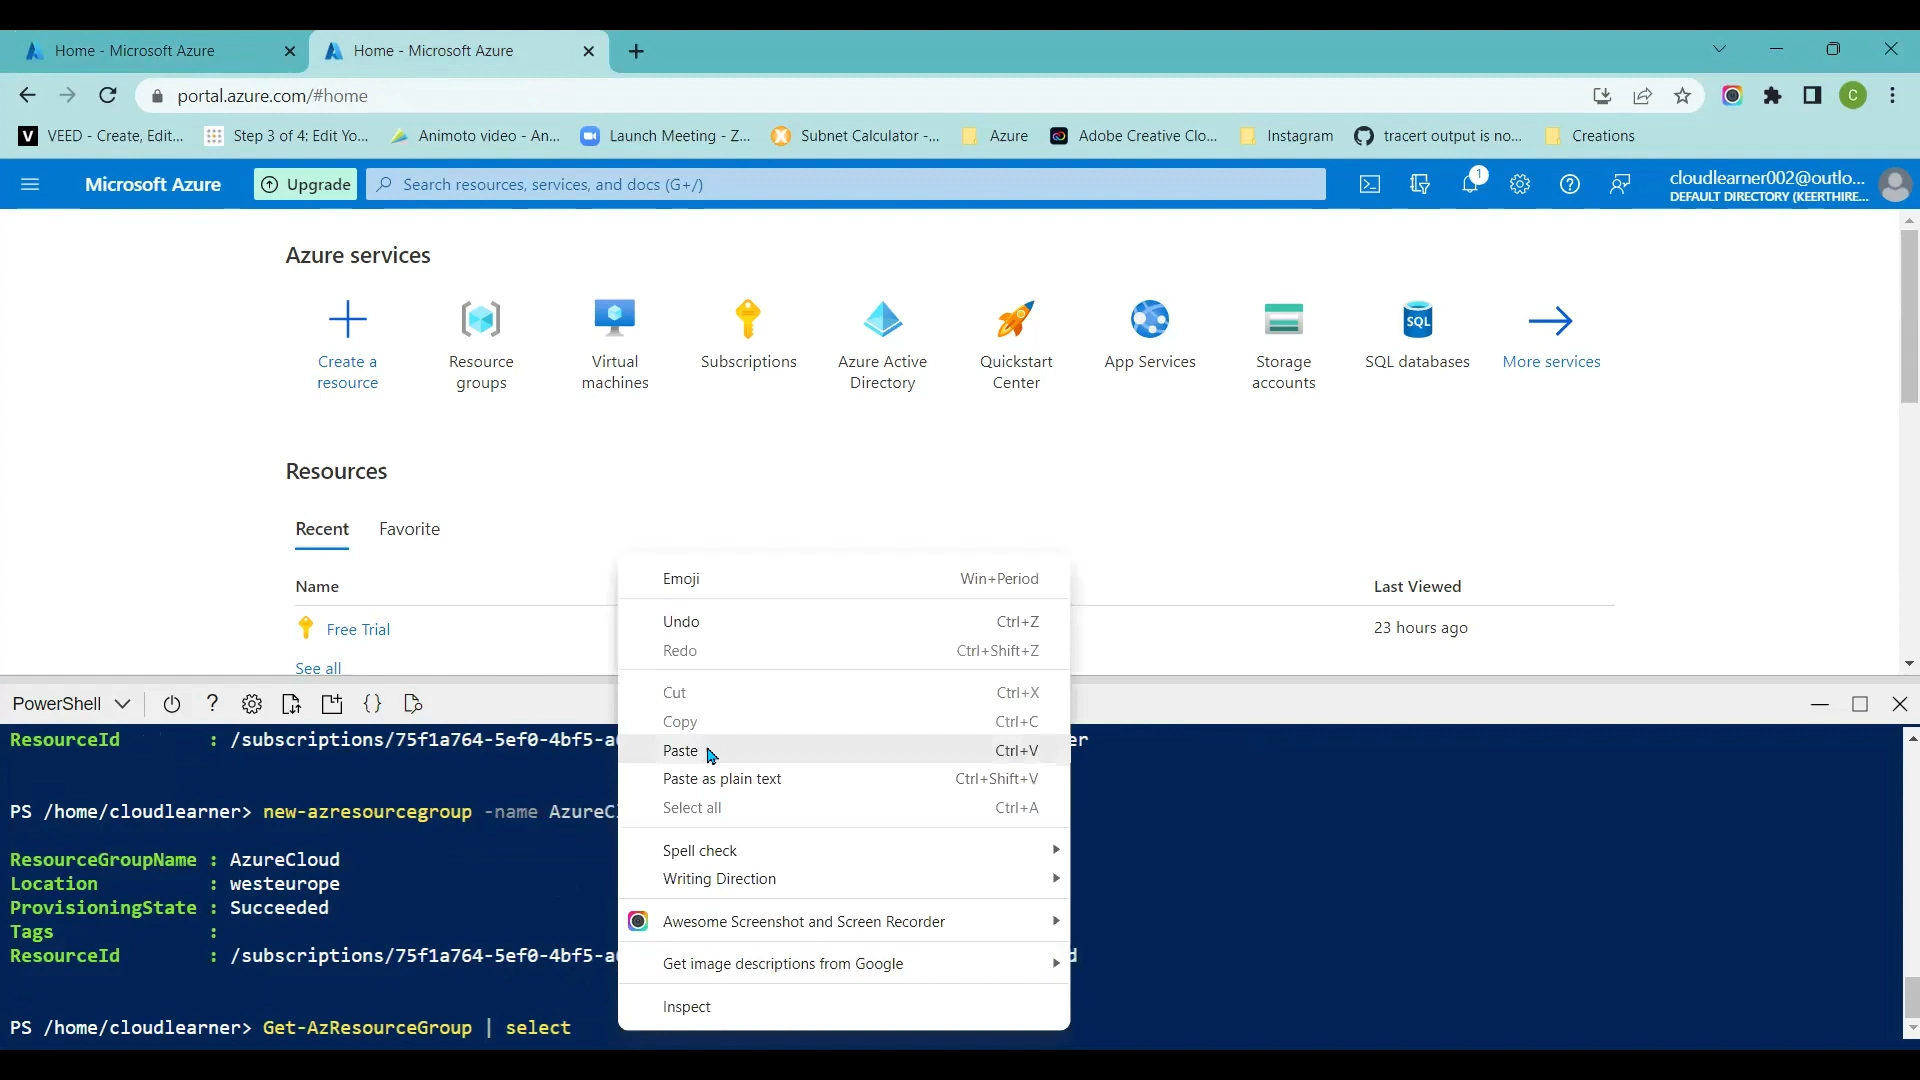 Home - Microsoft Azure
Home - Microsoft Azure
portal.azure.com/#home
VEED - Create, Edit...
Step 3 of 4: Edit Yo...
Animoto video - An...
Launch Meeting - Z...
Subnet Calculator -...
Azure
Adobe Creative Clo...
Instagram
tracert output is no...
Creations
Microsoft Azure
Upgrade
Search resources, services, and docs (G+/)
1
cloudlearner002@outlo...
DEFAULT DIRECTORY (KEERTHIRE...
C
Azure services
Create a
resource
Resource
groups
Virtual
machines
Subscriptions
Azure Active
Directory
Quickstart
Center
App Services
Storage
accounts
SQL
SQL databases
More services
Resources
Recent
Favorite
Name
Last Viewed
Free Trial
23 hours ago
See all
Emoji Win+Period
Undo Ctrl+Z
Redo Ctrl+Shift+Z
Cut Ctrl+X
Copy Ctrl+C
Paste Ctrl+V
Paste as plain text Ctrl+Shift+V
Select all Ctrl+A
Spell check
Writing Direction
Awesome Screenshot and Screen Recorder
Get image descriptions from Google
Inspect
PowerShell
ResourceId : /subscriptions/75f1a764-5ef0-4bf5-a er
PS /home/cloudlearner> new-azresourcegroup -name AzureC
ResourceGroupName : AzureCloud
Location : westeurope
ProvisioningState : Succeeded
Tags :
ResourceId : /subscriptions/75f1a764-5ef0-4bf5-a d
PS /home/cloudlearner> Get-AzResourceGroup | select